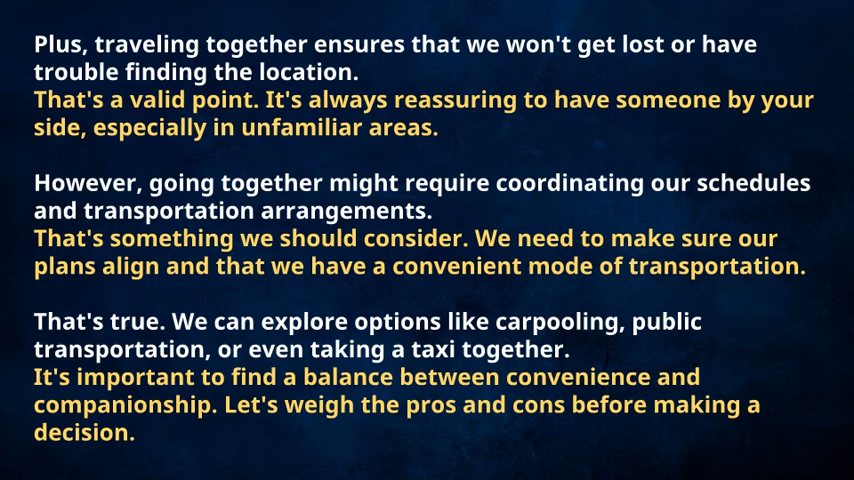 Plus, traveling together ensures that we won't get lost or have
trouble finding the location.
That's a valid point. It's always reassuring to have someone by your
side, especially in unfamiliar areas.
However, going together might require coordinating our schedules
and transportation arrangements.
That's something we should consider. We need to make sure our
plans align and that we have a convenient mode of transportation.
That's true. We can explore options like carpooling, public
transportation, or even taking a taxi together.
It's important to find a balance between convenience and
companionship. Let's weigh the pros and cons before making a
decision.